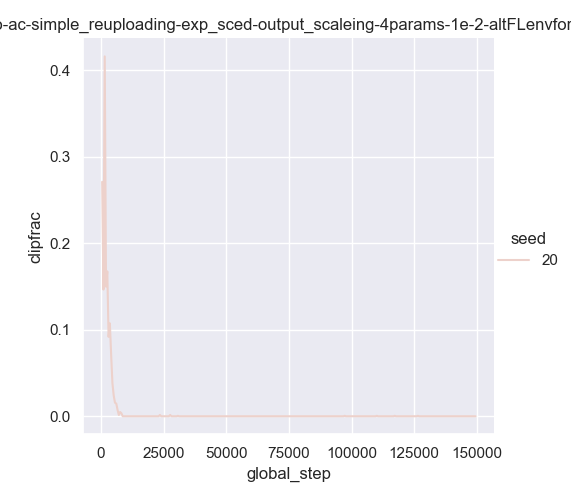 o-ac-simple_reuploading-exp_sced-output_scaleing-4params-1e-2-altFLenvfor
0.4
0.3
0.2
0.1
0.0
clipfrac
0 25000 50000 75000 100000 125000 150000
global_step
seed
20